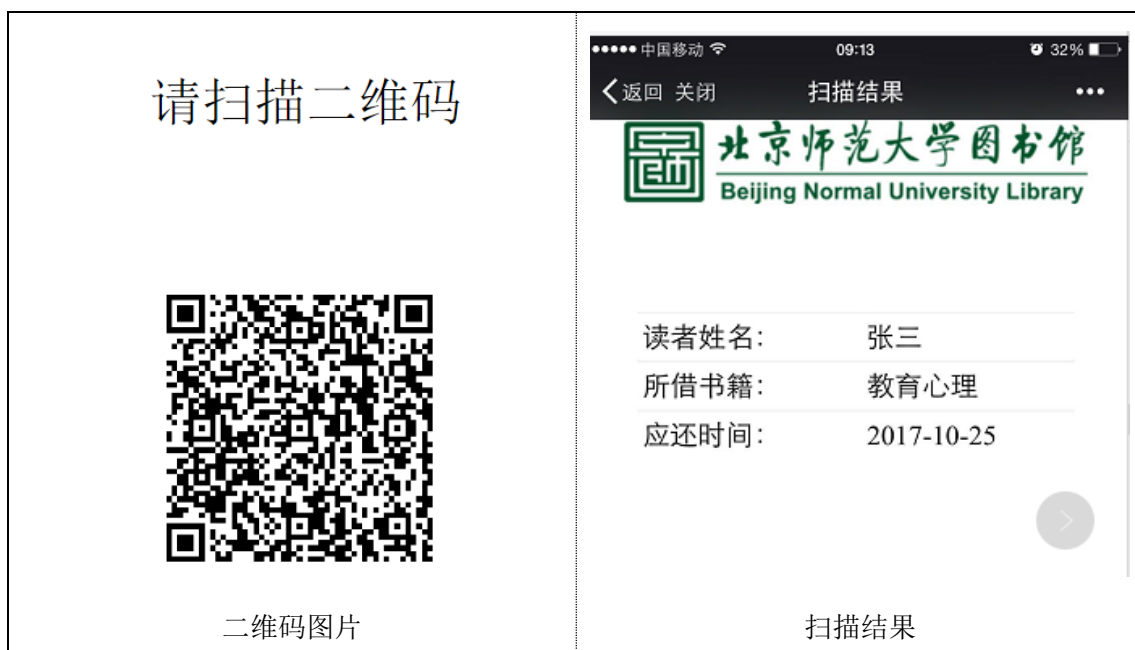 请扫描二维码
二维码图片
中国移动 09:13 32%
返回 关闭 扫描结果
北京师范大学图书馆
Beijing Normal University Library
读者姓名: 张三
所借书籍: 教育心理
应还时间: 2017-10-25
扫描结果